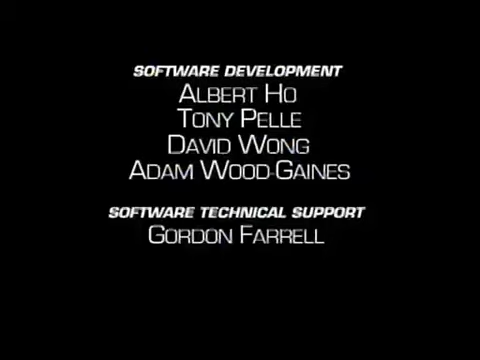 SOFTWARE DEVELOPMENT
ALBERT HO
TONY PELLE
DAVID WONG
ADAM WOOD-GAINES
SOFTWARE TECHNICAL SUPPORT
GORDON FARRELL